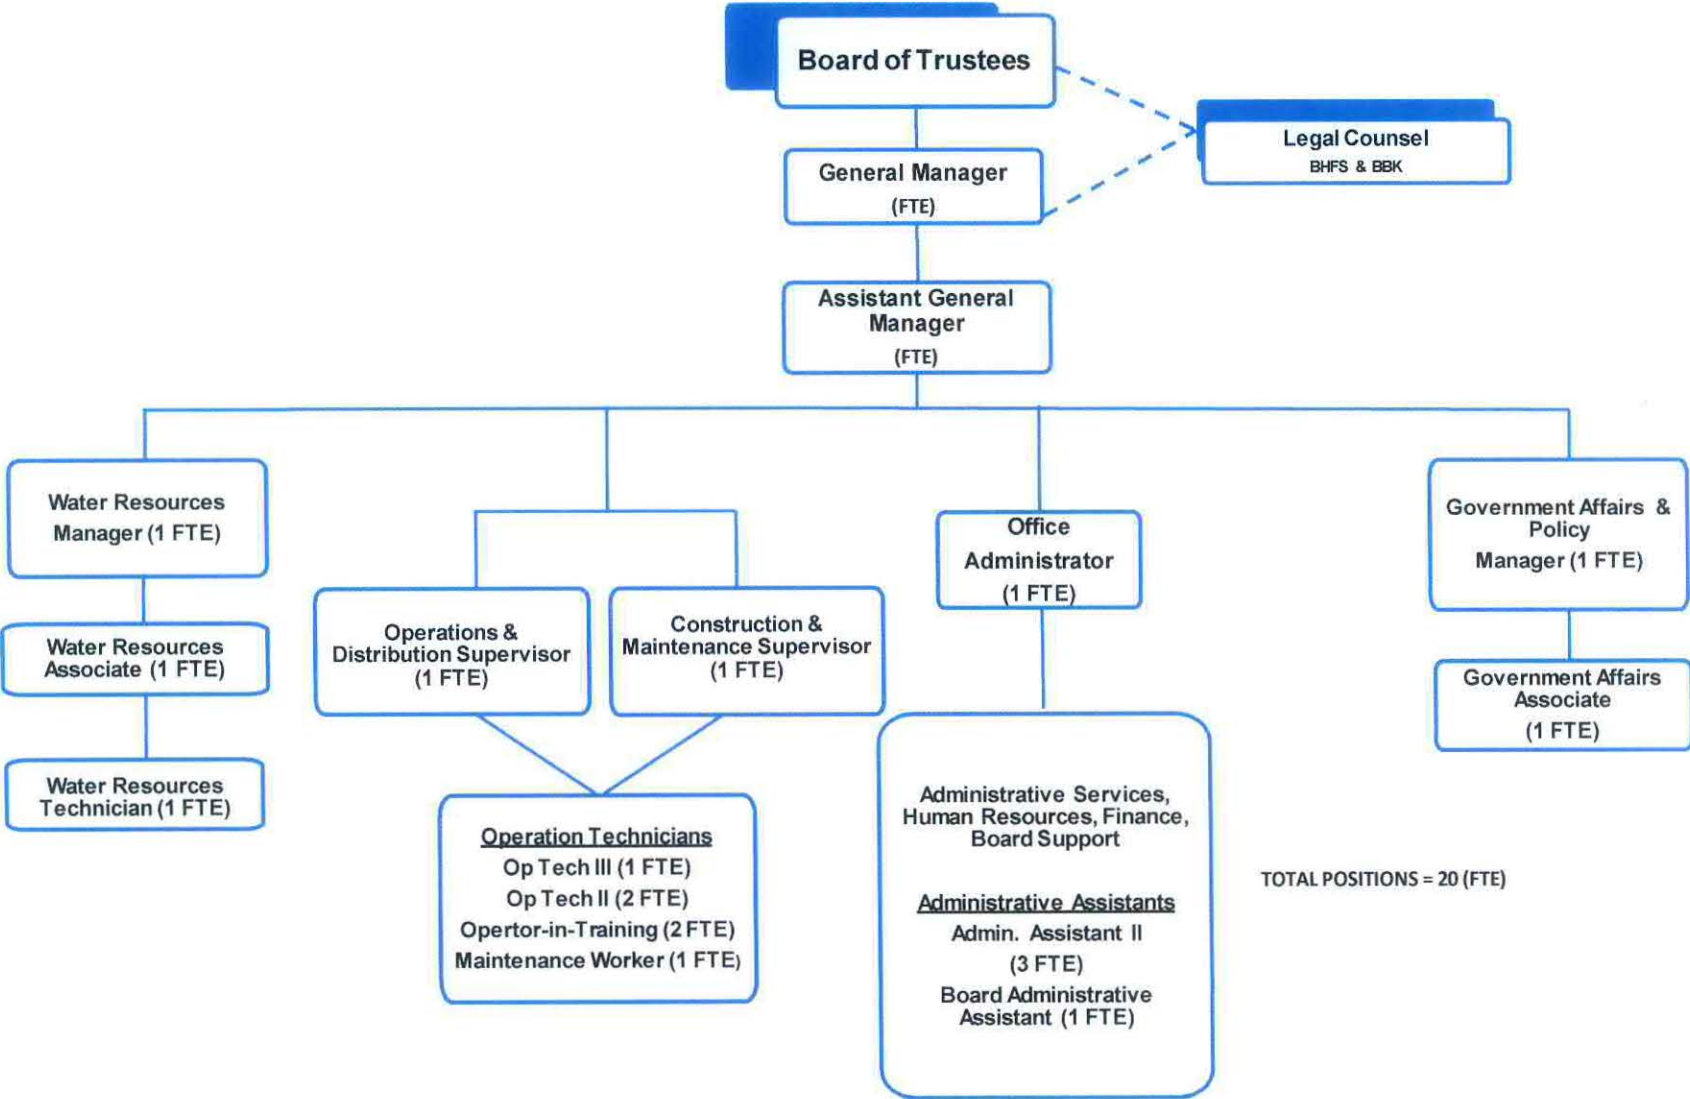 Board of Trustees
Legal Counsel
BHFS & BBK
General Manager
(FTE)
Assistant General
Manager
(FTE)
Water Resources
Manager (1 FTE)
Water Resources
Associate (1 FTE)
Water Resources
Technician (1 FTE)
Operations &
Distribution Supervisor
(1 FTE)
Construction &
Maintenance Supervisor
(1 FTE)
Operation Technicians
Op Tech III (1 FTE)
Op Tech II (2 FTE)
Opertor-in-Training (2 FTE)
Maintenance Worker (1 FTE)
Office
Administrator
(1 FTE)
Administrative Services,
Human Resources, Finance,
Board Support
Administrative Assistants
Admin. Assistant II
(3 FTE)
Board Administrative
Assistant (1 FTE)
Government Affairs &
Policy
Manager (1 FTE)
Government Affairs
Associate
(1 FTE)
TOTAL POSITIONS = 20 (FTE)